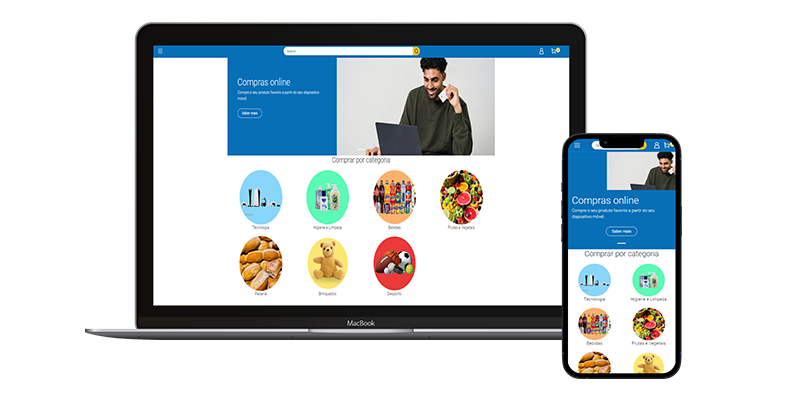 Search
Compras online
Compre o seu produto favorito a partir do seu dispositivo
móvel
Saber mais
Comprar por categoria
Tecnologia
Higiene e Limpeza
Bebidas
Frutas e Vegetais
Padaria
Brinquedos
Desporto
MacBook
Compras online
Compre o seu produto favorito a partir do seu
dispositivo móvel
Saber mais
Comprar por categoria
Tecnologia
Higiene e Limpeza
Bebidas
Frutas e Vegetais